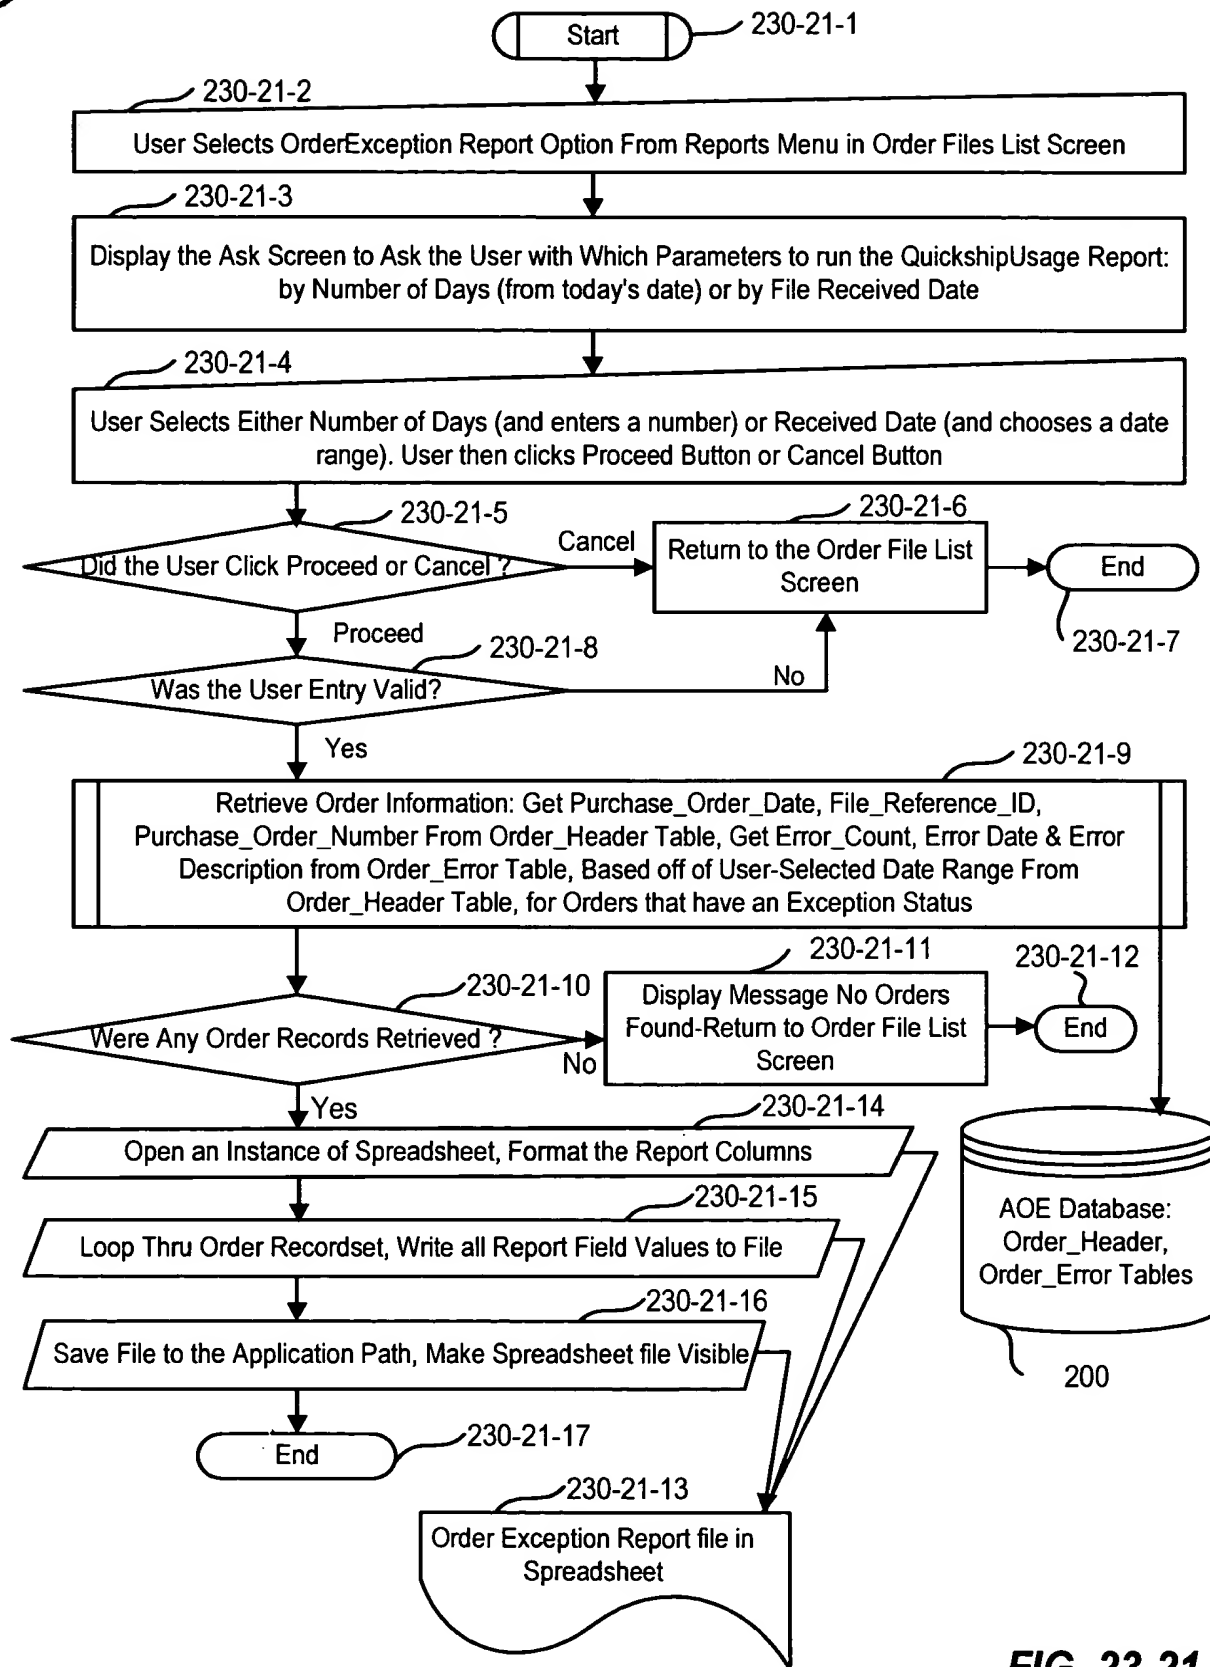 Start
230-21-1
230-21-2
User Selects OrderException Report Option From Reports Menu in Order Files List Screen
230-21-3
Display the Ask Screen to Ask the User with Which Parameters to run the QuickshipUsage Report:
by Number of Days (from today's date) or by File Received Date
230-21-4
User Selects Either Number of Days (and enters a number) or Received Date (and chooses a date
range). User then clicks Proceed Button or Cancel Button
230-21-5
Did the User Click Proceed or Cancel ?
Cancel
230-21-6
Return to the Order File List
Screen
End
230-21-7
Proceed
230-21-8
Was the User Entry Valid?
No
Yes
230-21-9
Retrieve Order Information: Get Purchase_Order_Date, File_Reference_ID,
Purchase_Order_Number From Order_Header Table, Get Error_Count, Error Date & Error
Description from Order_Error Table, Based off of User-Selected Date Range From
Order_Header Table, for Orders that have an Exception Status
230-21-10
Were Any Order Records Retrieved ?
No
230-21-11
Display Message No Orders
Found-Return to Order File List
Screen
230-21-12
End
Yes
230-21-14
Open an Instance of Spreadsheet, Format the Report Columns
230-21-15
Loop Thru Order Recordset, Write all Report Field Values to File
230-21-16
Save File to the Application Path, Make Spreadsheet file Visible
AOE Database:
Order_Header,
Order_Error Tables
200
End
230-21-17
230-21-13
Order Exception Report file in
Spreadsheet
FIG. 23-21